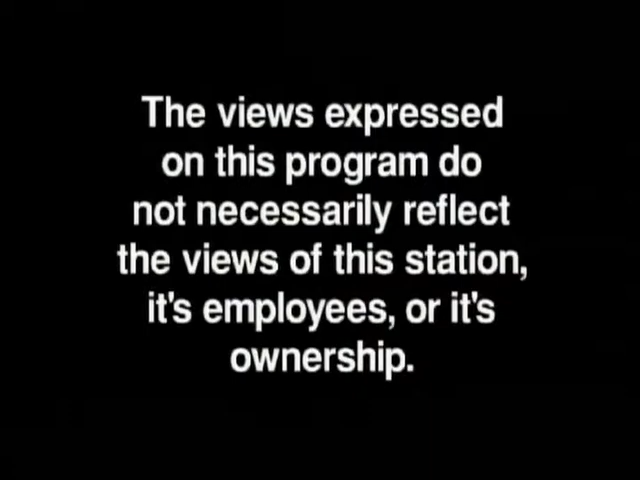 The views expressed
on this program do
not necessarily reflect
the views of this station,
it's employees, or it's
ownership.